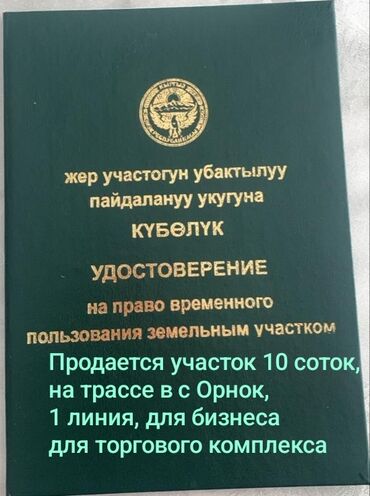 жер участогун убактылуу
пайдалануу укугуна
КҮБӨЛҮК
УДОСТОВЕРЕНИЕ
на право временного
пользования земельным участком
Продается участок 10 соток,
на трассе в с Орнок,
1 линия, для бизнеса
для торгового комплекса